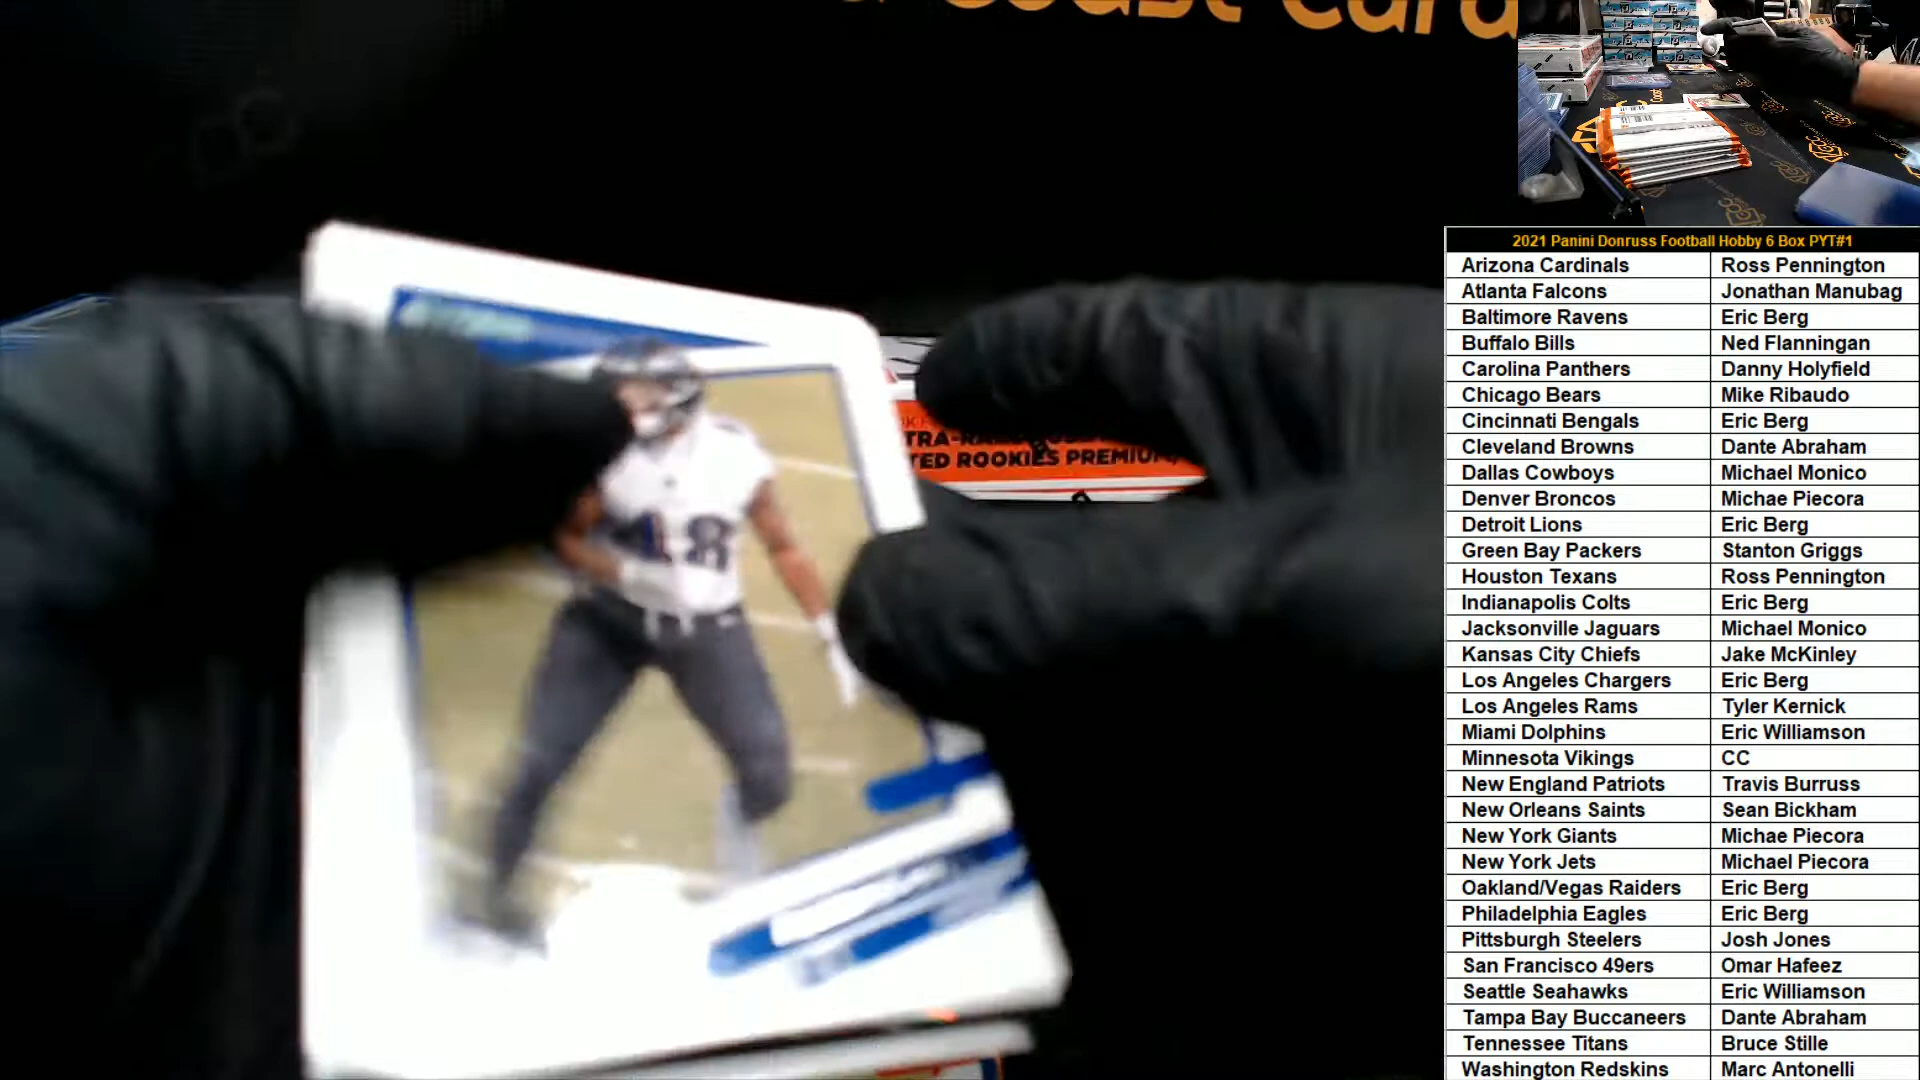 Coast Card
48
TED ROOKIES PREMIUM
2021 Panini Donruss Football Hobby 6 Box PYT#1
Arizona Cardinals Ross Pennington
Atlanta Falcons Jonathan Manubag
Baltimore Ravens Eric Berg
Buffalo Bills Ned Flanningan
Carolina Panthers Danny Holyfield
Chicago Bears Mike Ribaudo
Cincinnati Bengals Eric Berg
Cleveland Browns Dante Abraham
Dallas Cowboys Michael Monico
Denver Broncos Michae Piecora
Detroit Lions Eric Berg
Green Bay Packers Stanton Griggs
Houston Texans Ross Pennington
Indianapolis Colts Eric Berg
Jacksonville Jaguars Michael Monico
Kansas City Chiefs Jake McKinley
Los Angeles Chargers Eric Berg
Los Angeles Rams Tyler Kernick
Miami Dolphins Eric Williamson
Minnesota Vikings CC
New England Patriots Travis Burruss
New Orleans Saints Sean Bickham
New York Giants Michae Piecora
New York Jets Michael Piecora
Oakland/Vegas Raiders Eric Berg
Philadelphia Eagles Eric Berg
Pittsburgh Steelers Josh Jones
San Francisco 49ers Omar Hafeez
Seattle Seahawks Eric Williamson
Tampa Bay Buccaneers Dante Abraham
Tennessee Titans Bruce Stille
Washington Redskins Marc Antonelli